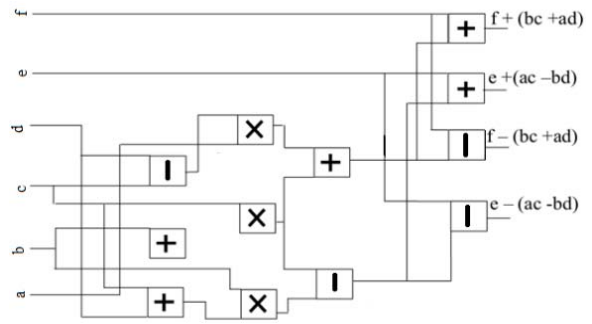 f
f + (bc +ad)
+
e
e +(ac –bd)
+
d
×
f – (bc +ad)
|
+
|
c
×
e – (ac -bd)
|
b
+
|
a
+
×